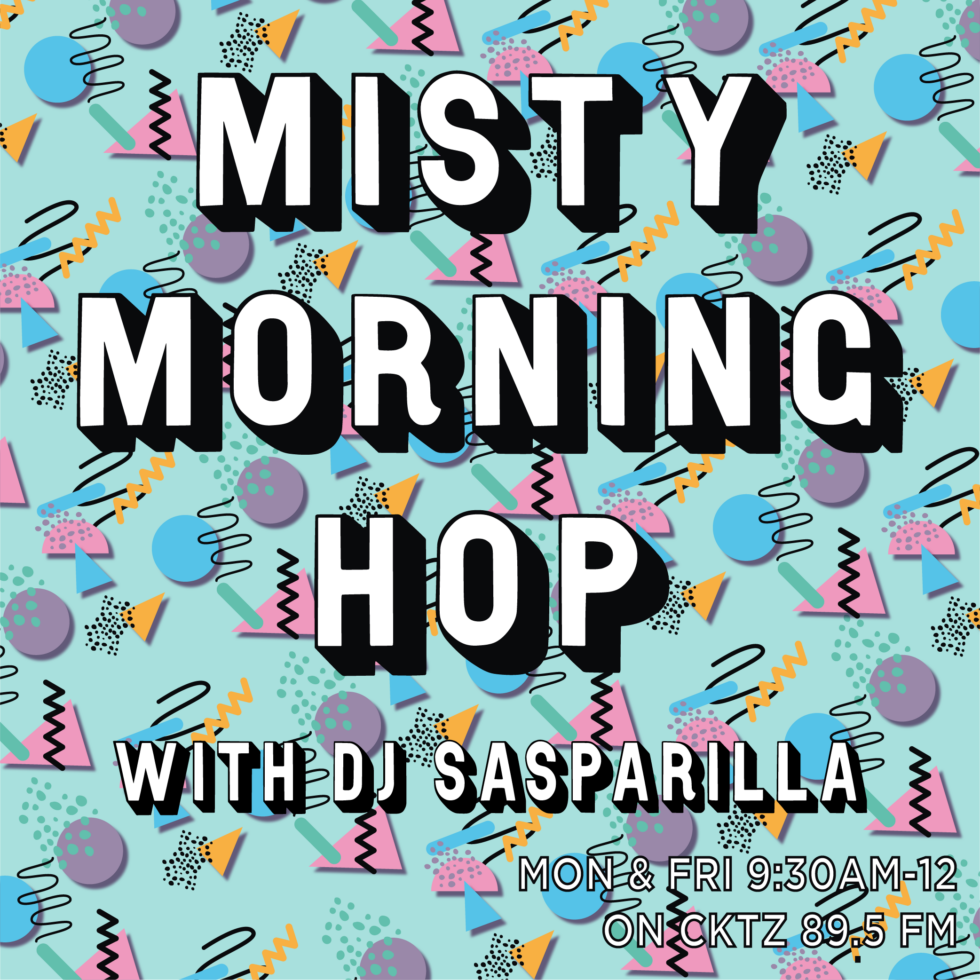 MISTY
MORNING
HOP
WITH DJ SASPARILLA
MON & FRI 9:30AM-12
ON CKTZ 89.5 FM